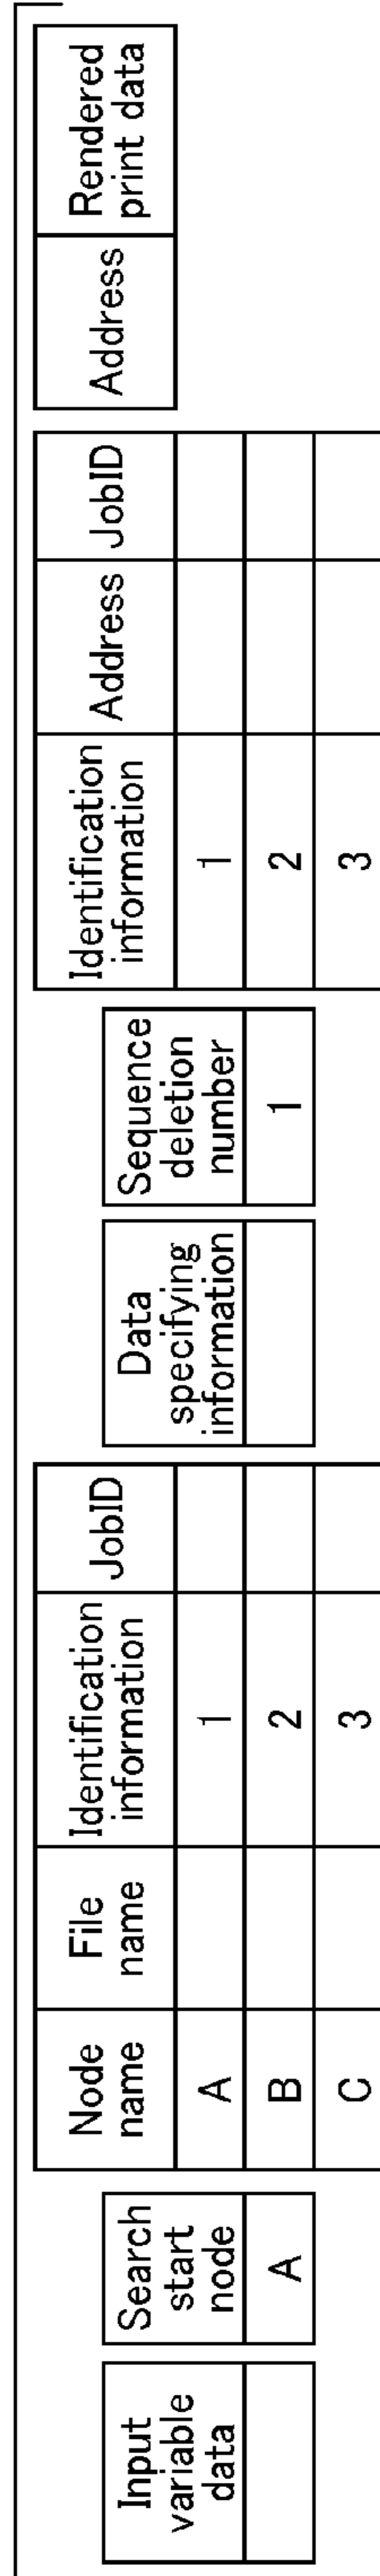 Input
variable
data
Search
start
node
A
Node
name
File
name
Identification
information
JobID
A
1
B
2
C
3
Data
specifying
information
Sequence
deletion
number
1
Identification
information
Address
JobID
1
2
3
Address
Rendered
print data